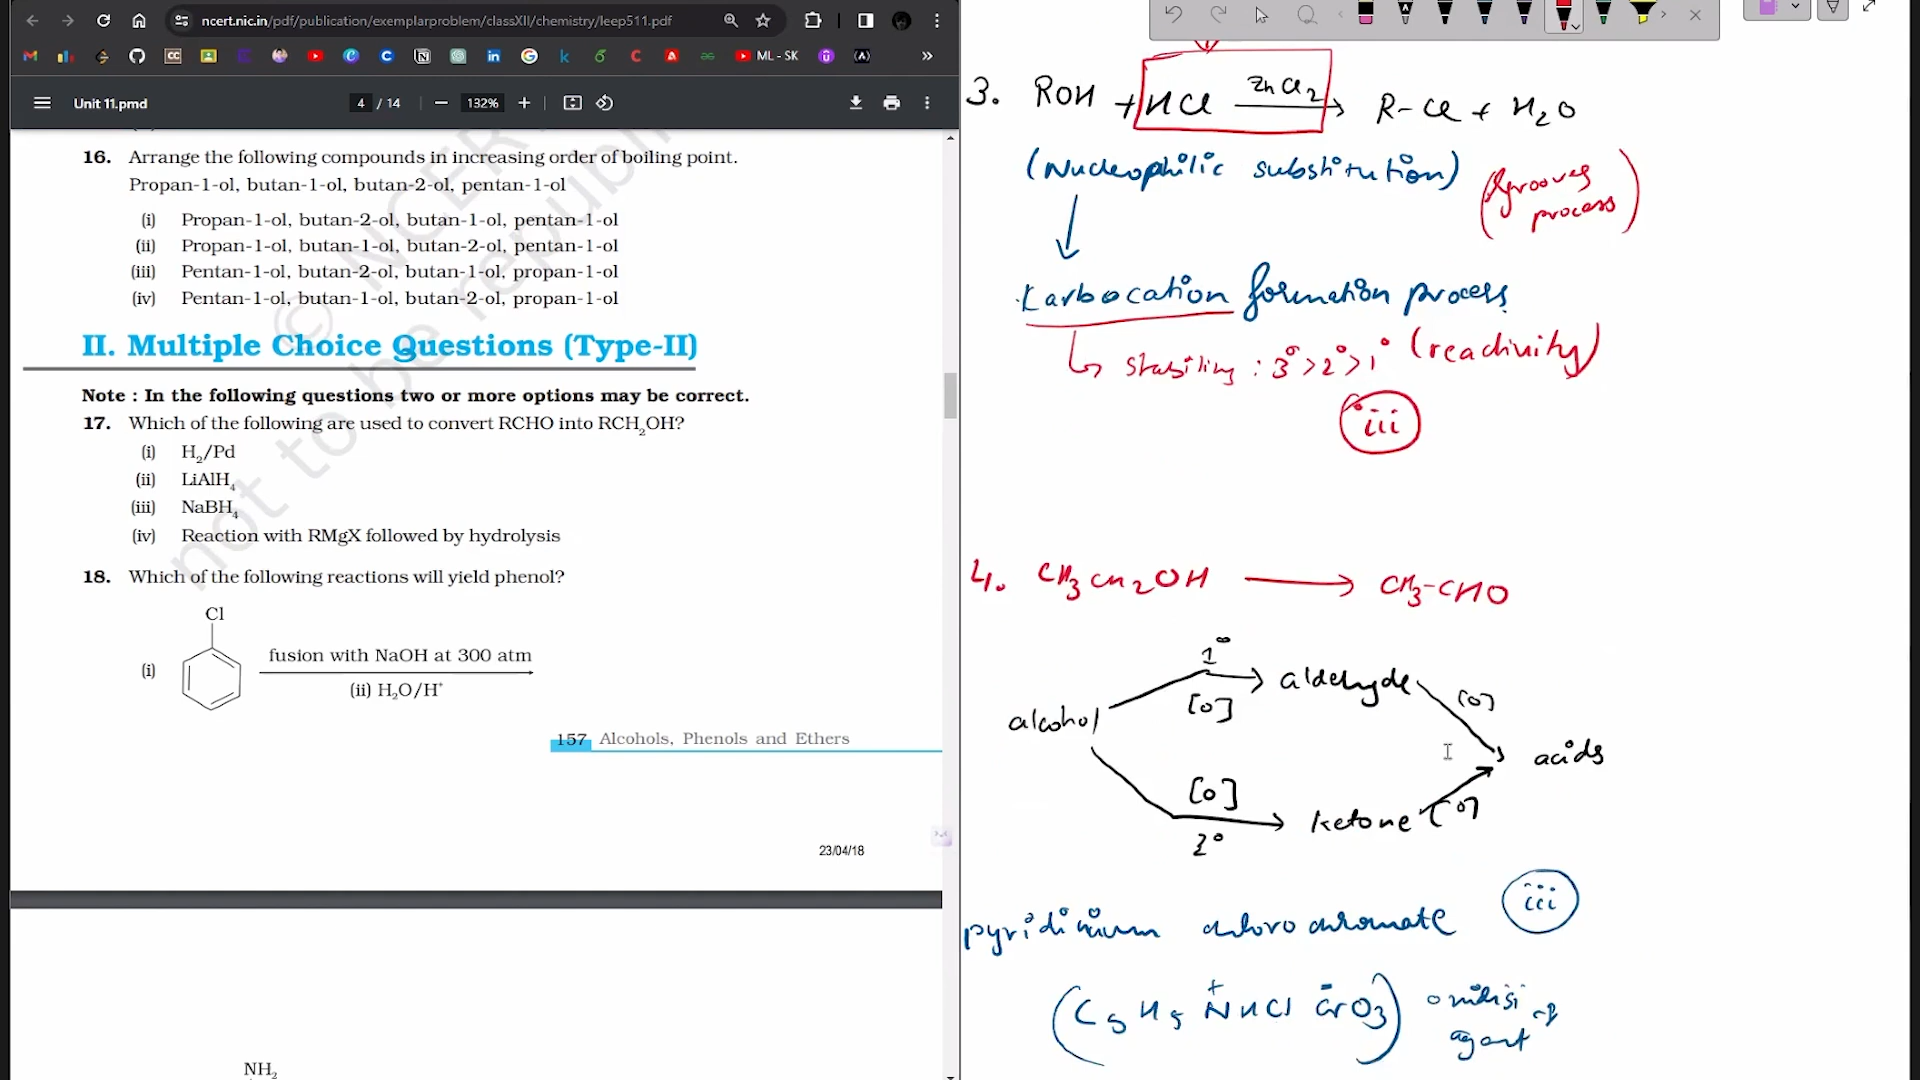 ncert.nic.in/pdf/publication/exemplarproblem/classXII/chemistry/leep511.pdf
ML - SK
Unit 11.pmd
4 / 14
132%
16. Arrange the following compounds in increasing order of boiling point.
Propan-1-ol, butan-1-ol, butan-2-ol, pentan-1-ol
(i) Propan-1-ol, butan-2-ol, butan-1-ol, pentan-1-ol
(ii) Propan-1-ol, butan-1-ol, butan-2-ol, pentan-1-ol
(iii) Pentan-1-ol, butan-2-ol, butan-1-ol, propan-1-ol
(iv) Pentan-1-ol, butan-1-ol, butan-2-ol, propan-1-ol
II. Multiple Choice Questions (Type-II)
Note : In the following questions two or more options may be correct.
17. Which of the following are used to convert RCHO into RCH2OH?
(i) H2/Pd
(ii) LiAlH4
(iii) NaBH4
(iv) Reaction with RMgX followed by hydrolysis
18. Which of the following reactions will yield phenol?
Cl
(i) fusion with NaOH at 300 atm
(ii) H2O/H+
157 Alcohols, Phenols and Ethers
23/04/18
NH2
© NCERT
not to be republ
3. ROH + HCl ZnCl2 → R-Cl + H2O
(Nucleophilic substitution)
process
Carbocation formation process
: 3° > 2° > 1°
iii
4. CH3CH2OH → CH3-CHO
1°
alcohol [O] aldehyde [O]
acids
[O] ketone [O]
2°
iii
pyridinium chlorochromate
(C5H5N+HCl CrO3-)
agent